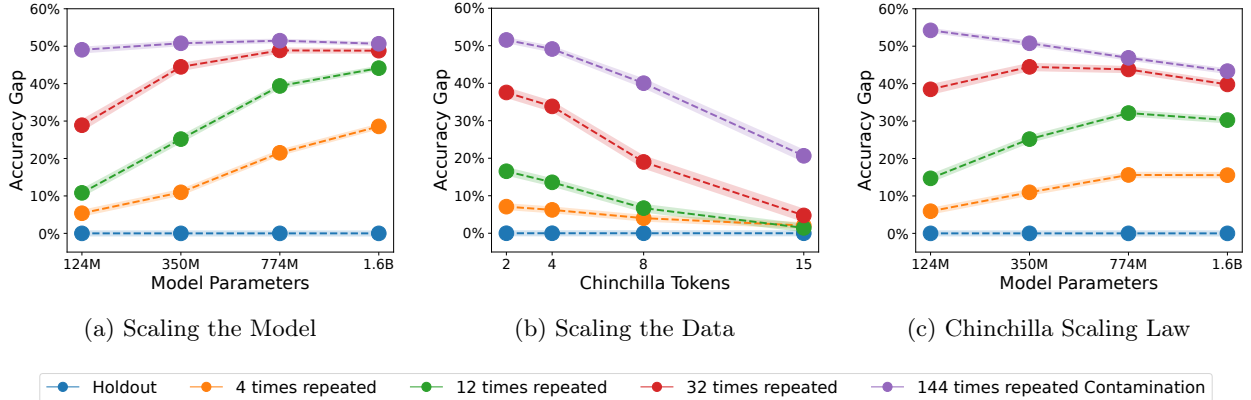 60%
50%
40%
30%
20%
10%
0%
Accuracy Gap
124M 350M 774M 1.6B
Model Parameters
(a) Scaling the Model
60%
50%
40%
30%
20%
10%
0%
Accuracy Gap
2 4 8 15
Chinchilla Tokens
(b) Scaling the Data
60%
50%
40%
30%
20%
10%
0%
Accuracy Gap
124M 350M 774M 1.6B
Model Parameters
(c) Chinchilla Scaling Law
Holdout 4 times repeated 12 times repeated 32 times repeated 144 times repeated Contamination